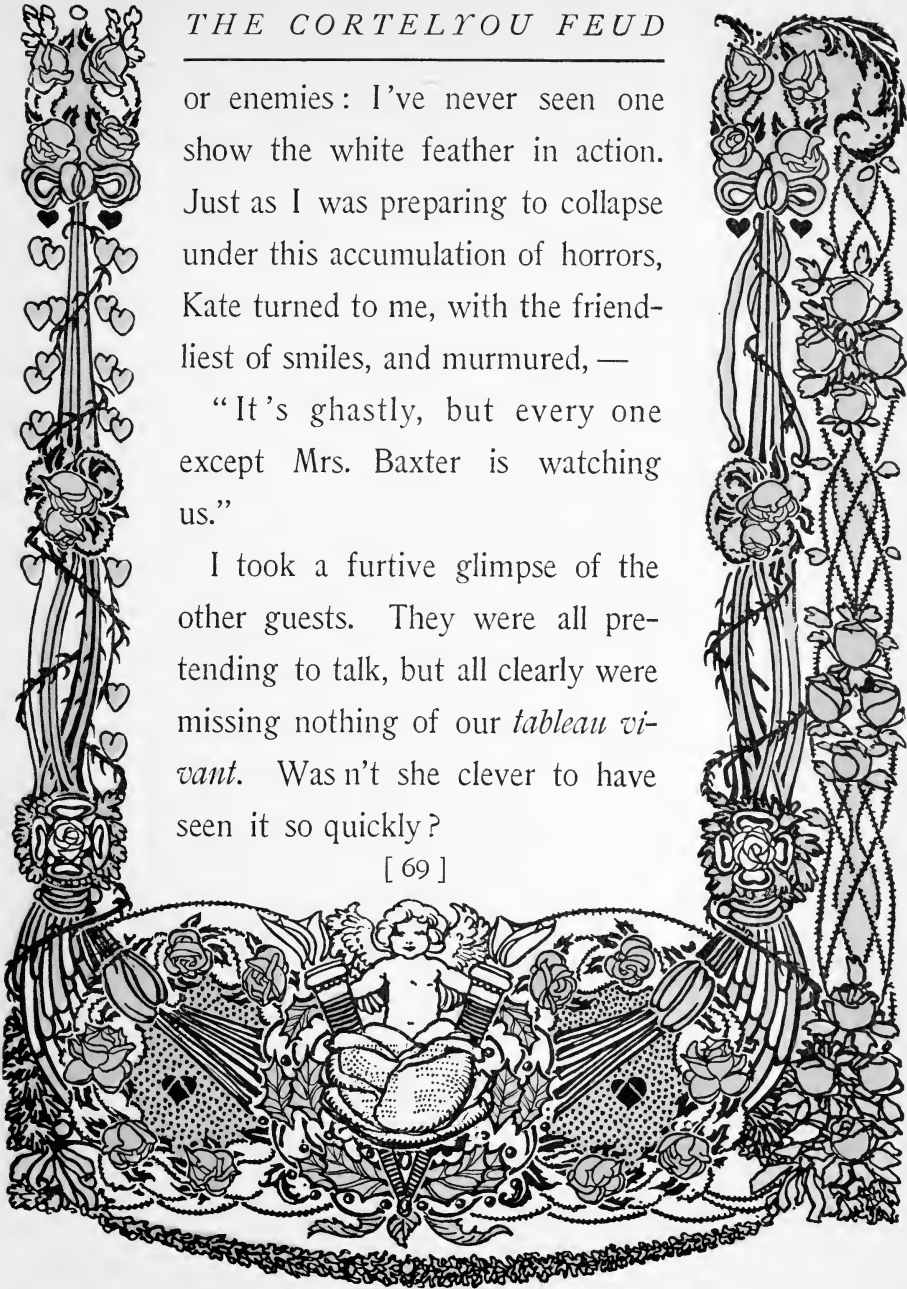 THE CORTELYOU FEUD
or enemies: I've never seen one
show the white feather in action.
Just as I was preparing to collapse
under this accumulation of horrors,
Kate turned to me, with the friend-
liest of smiles, and murmured, —
"It's ghastly, but every one
except Mrs. Baxter is watching
us."
I took a furtive glimpse of the
other guests. They were all pre-
tending to talk, but all clearly were
missing nothing of our tableau vi-
vant. Was n't she clever to have
seen it so quickly?
[ 69 ]